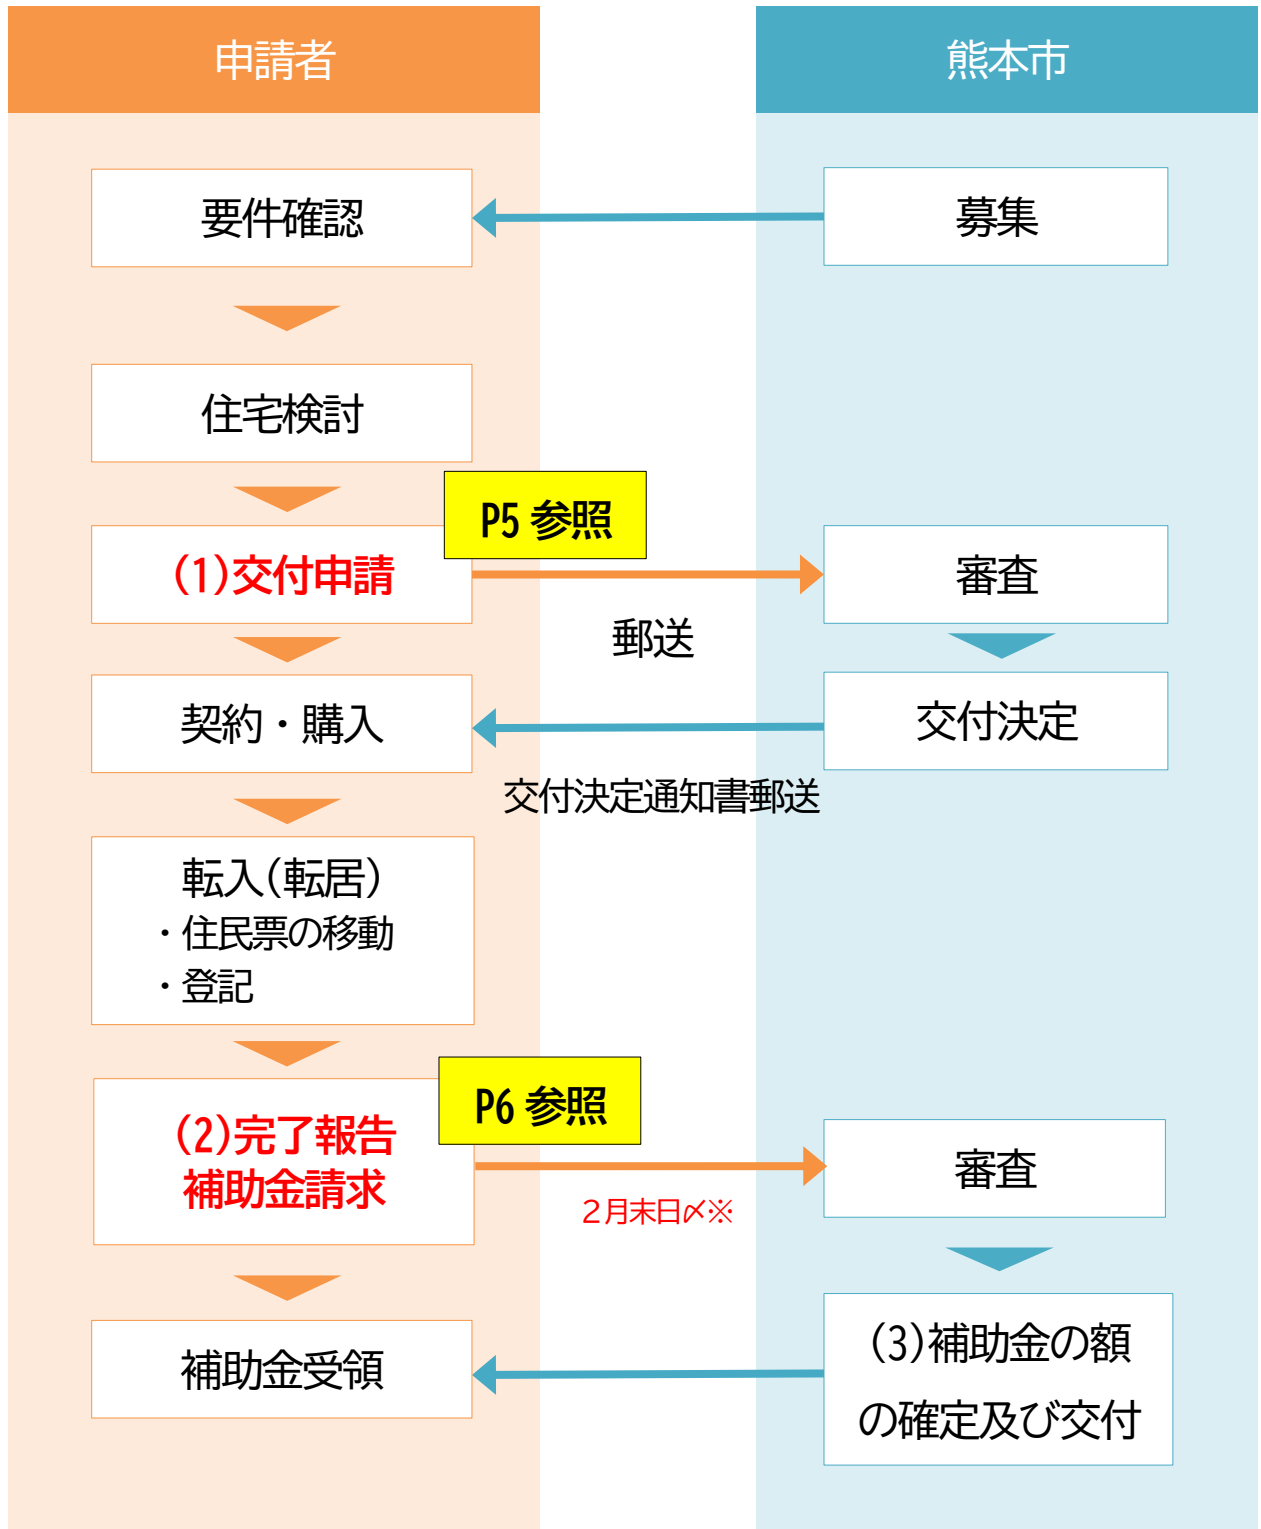 申請者
熊本市
要件確認
募集
住宅検討
P5 参照
(1)交付申請
審査
郵送
契約・購入
交付決定
交付決定通知書郵送
転入(転居)
・住民票の移動
・登記
P6 参照
(2)完了報告
補助金請求
審査
２月末日〆※
(3)補助金の額
の確定及び交付
補助金受領